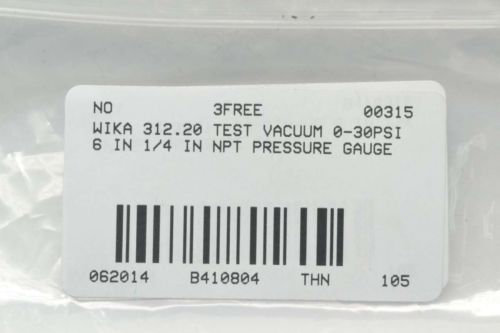 NO 3FREE 00315
WIKA 312.20 TEST VACUUM 0-30PSI
6 IN 1/4 IN NPT PRESSURE GAUGE
062014 B410804 THN 105